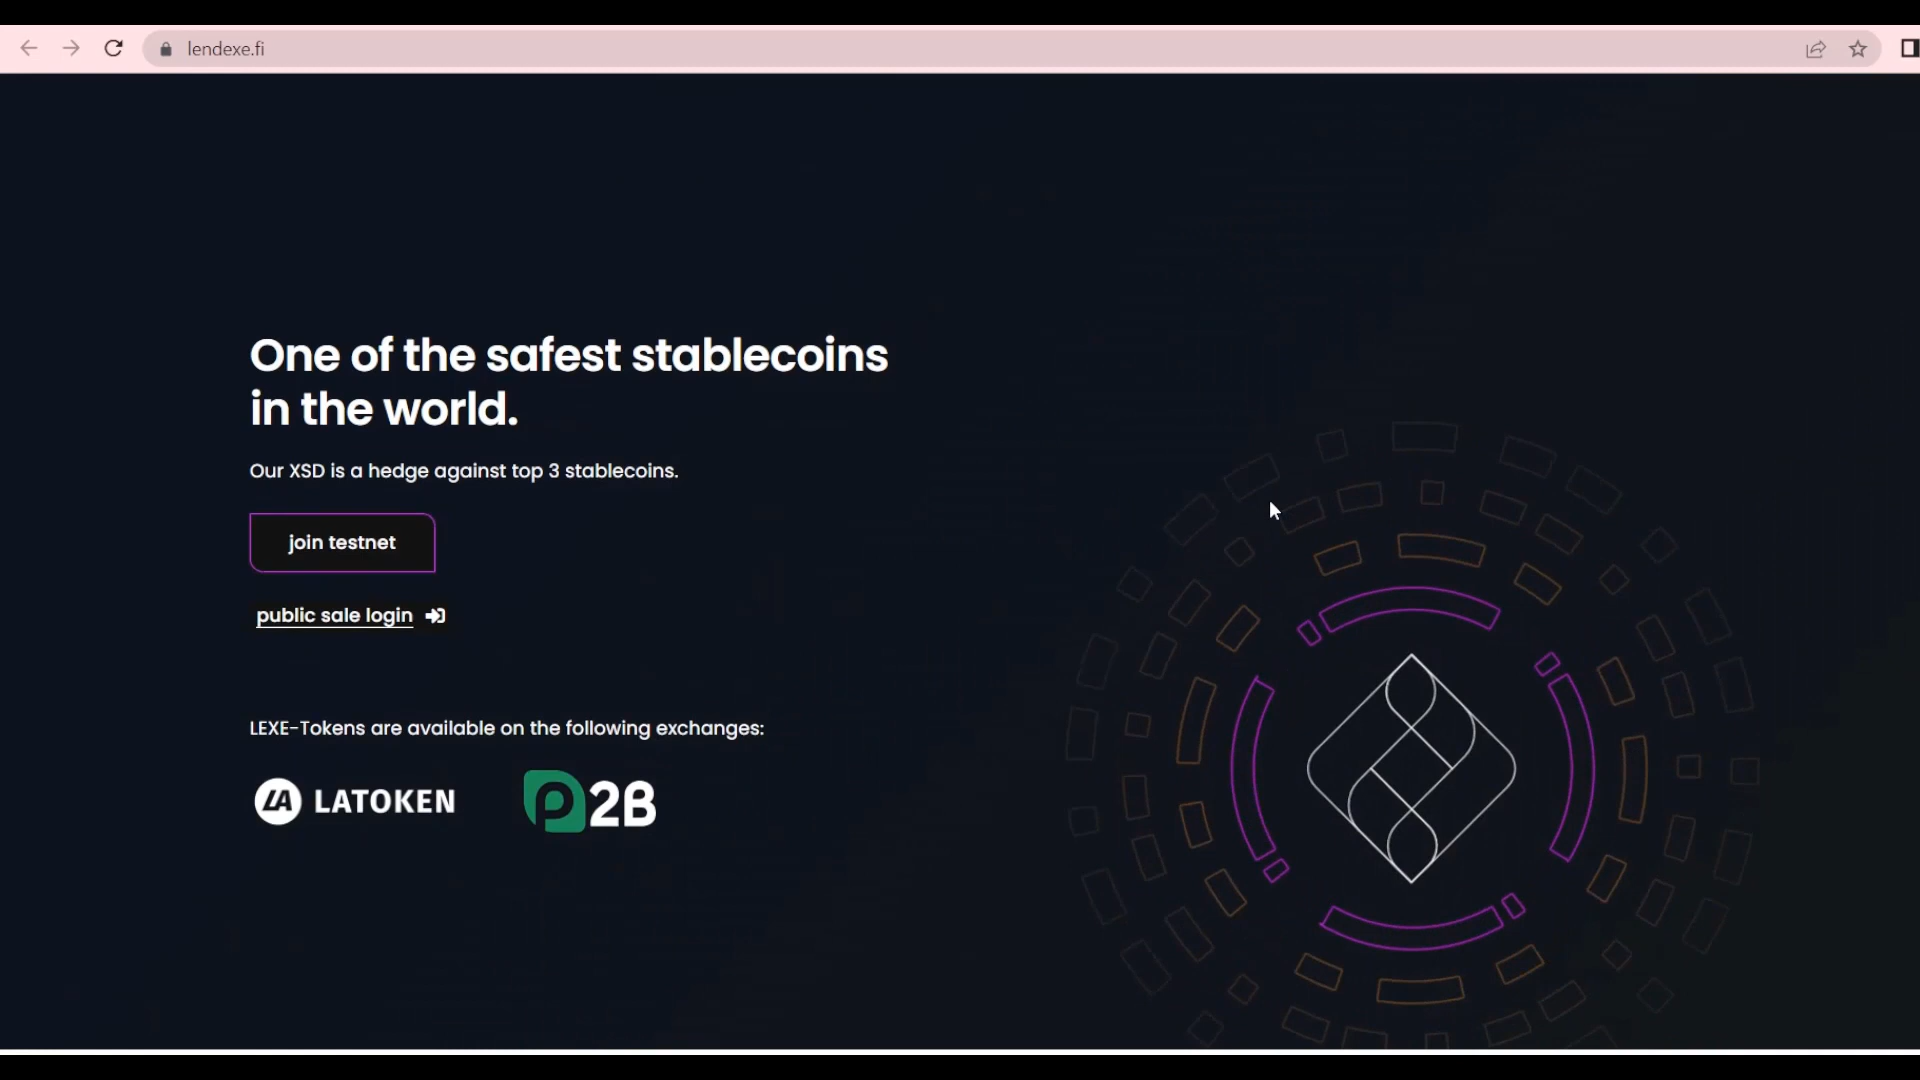 lendexe.fi
One of the safest stablecoins
in the world.
Our XSD is a hedge against top 3 stablecoins.
join testnet
public sale login
LEXE-Tokens are available on the following exchanges:
LA LATOKEN
P2B